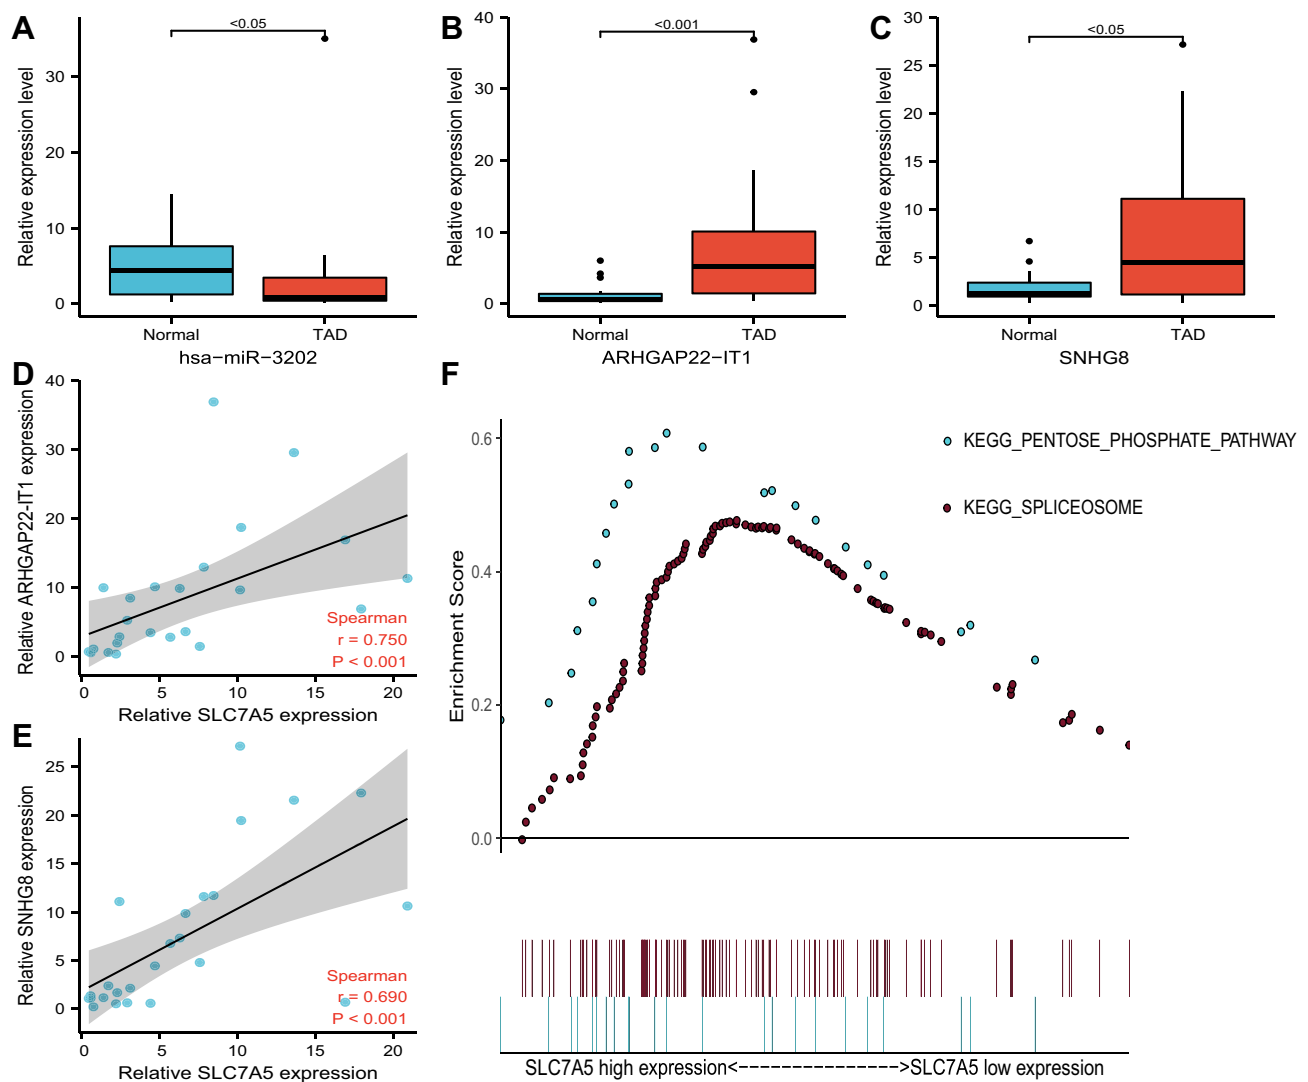 A
Relative expression level
<0.05
30
20
10
0
Normal
TAD
hsa−miR−3202
B
Relative expression level
<0.001
40
30
20
10
0
Normal
TAD
ARHGAP22−IT1
C
Relative expression level
<0.05
30
25
20
15
10
5
0
Normal
TAD
SNHG8
D
Relative ARHGAP22-IT1 expression
40
30
20
10
0
Spearman
r = 0.750
P < 0.001
0
5
10
15
20
Relative SLC7A5 expression
E
Relative SNHG8 expression
25
20
15
10
5
0
Spearman
r = 0.690
P < 0.001
0
5
10
15
20
Relative SLC7A5 expression
F
Enrichment Score
0.6
0.4
0.2
0.0
KEGG_PENTOSE_PHOSPHATE_PATHWAY
KEGG_SPLICEOSOME
SLC7A5 high expression<--------------->SLC7A5 low expression